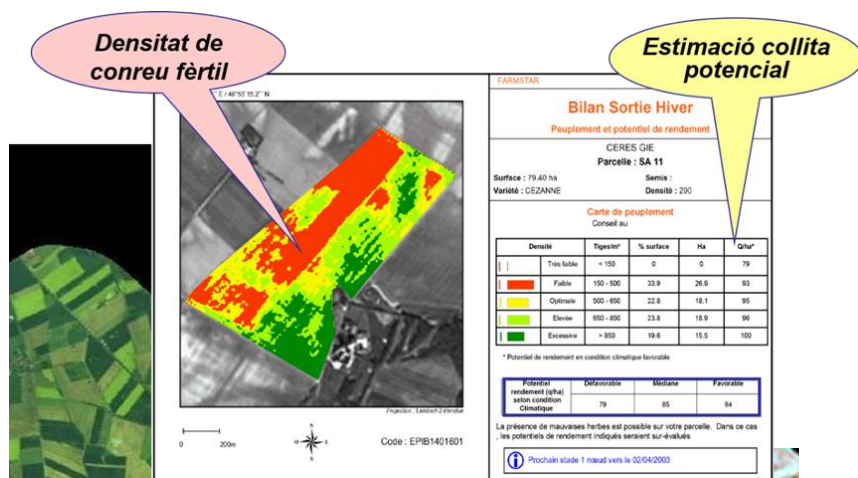 Densitat de
conreu fèrtil
Estimació collita
potencial
E / 46°53'15.2'' N
FARMSTAR
Bilan Sortie Hiver
Peuplement et potentiel de rendement
CERES GIE
Parcelle : SA 11
Surface : 79.40 ha Semis :
Variété : CEZANNE Densité : 290
Carte de peuplement
Conseil au
Densité Tiges/m² % surface Ha Q/ha*
Très faible < 150 0 0 79
Faible 150 - 500 33.9 26.9 93
Optimale 500 - 650 22.8 18.1 95
Elevée 650 - 850 23.8 18.9 96
Excessive > 850 19.6 15.5 100
* Potentiel de rendement en condition climatique favorable
Potentiel rendement (q/ha) selon condition Climatique Défavorable Médiane Favorable
79 85 94
La présence de mauvaises herbes est possible sur votre parcelle. Dans ce cas
, les potentiels de rendement indiqués seraient sur-évalués
Prochain stade 1 nœud vers le 02/04/2003
Projection : Lambert 2 étendue
0 200m
N
S
Code : EPIB1401601